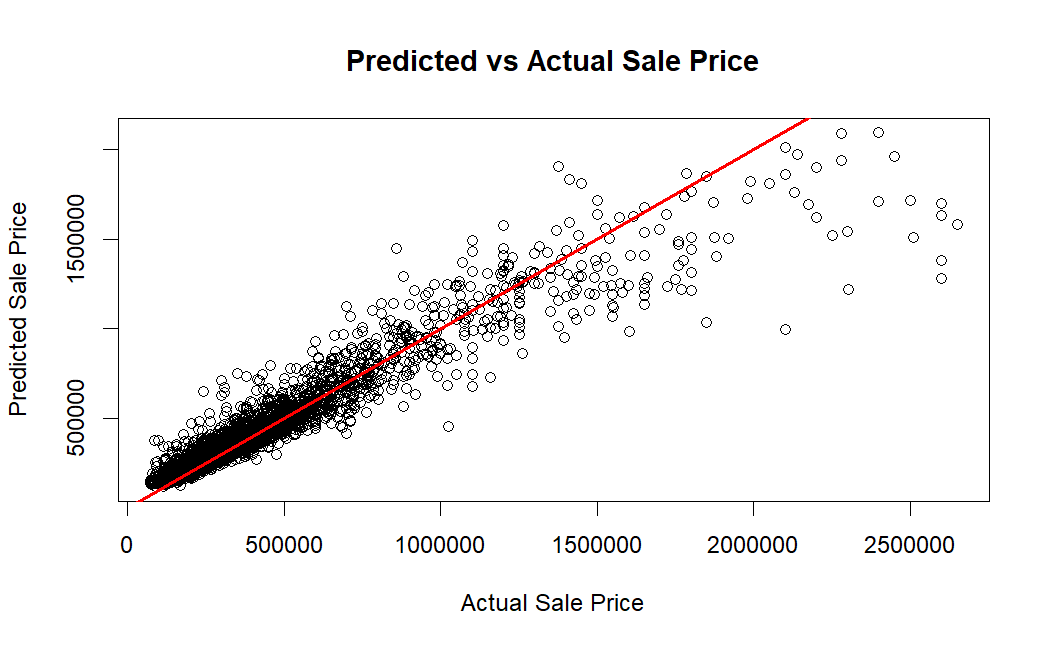 Predicted vs Actual Sale Price
Predicted Sale Price
1500000
500000
0 500000 1000000 1500000 2000000 2500000
Actual Sale Price